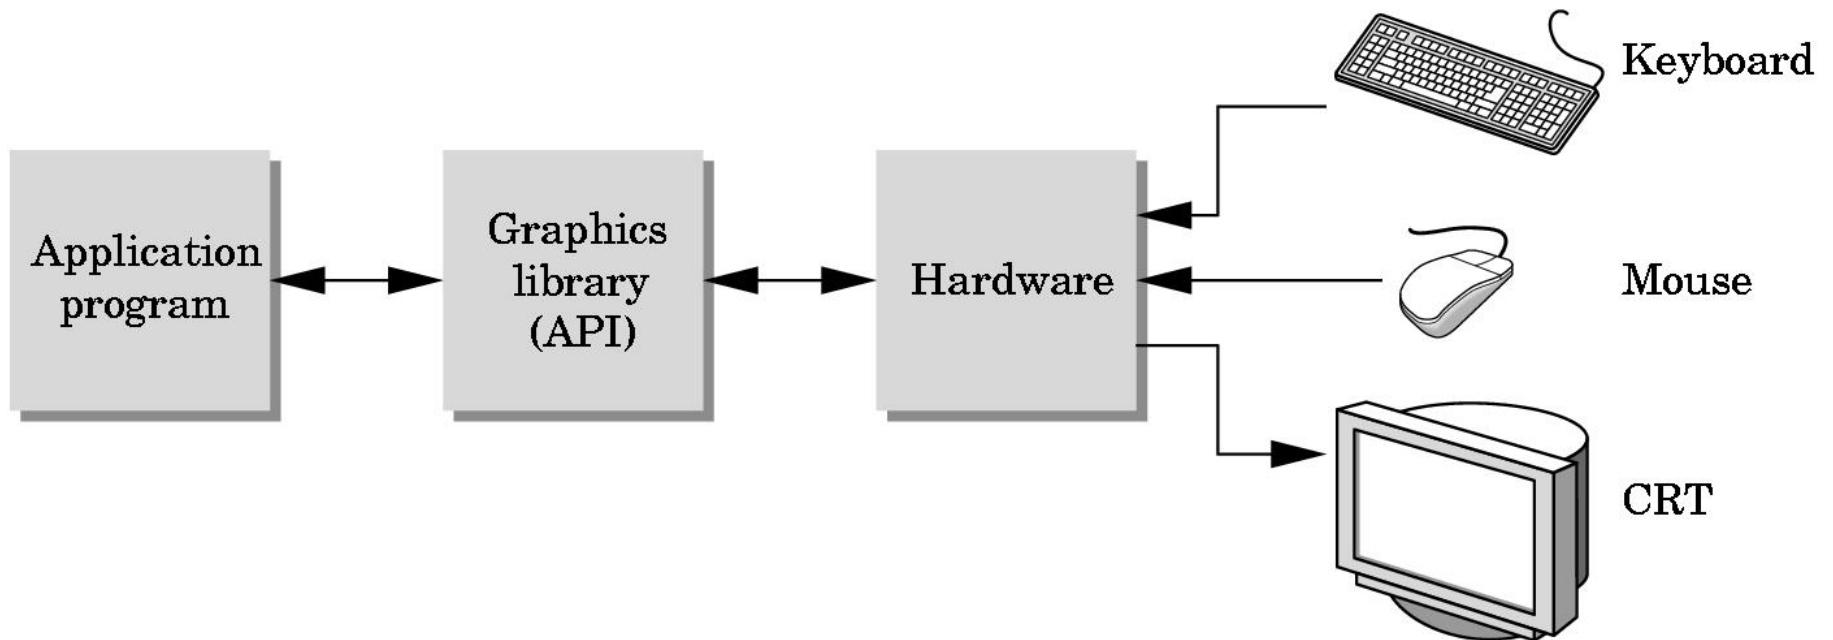 Application
program
Graphics
library
(API)
Hardware
Keyboard
Mouse
CRT